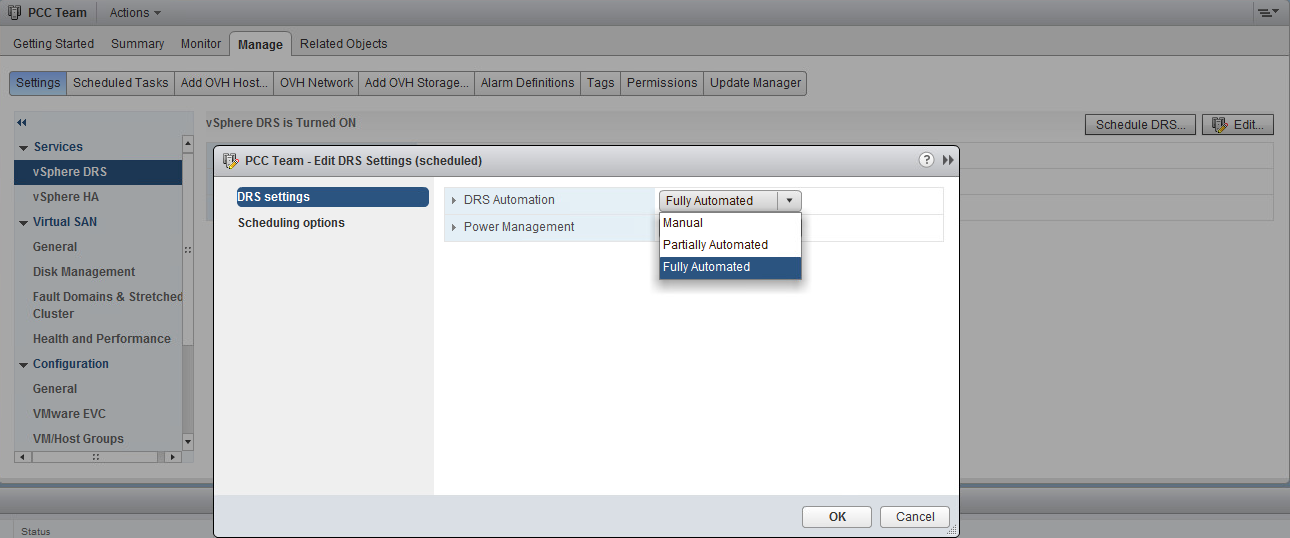 PCC Team Actions
Getting Started Summary Monitor Manage Related Objects
Settings Scheduled Tasks Add OVH Host... OVH Network Add OVH Storage... Alarm Definitions Tags Permissions Update Manager
vSphere DRS is Turned ON
Schedule DRS... Edit...
Services
vSphere DRS
vSphere HA
Virtual SAN
General
Disk Management
Fault Domains & Stretched
Cluster
Health and Performance
Configuration
General
VMware EVC
VM/Host Groups
PCC Team - Edit DRS Settings (scheduled)
?
DRS settings
Scheduling options
DRS Automation Fully Automated
Power Management
Manual
Partially Automated
Fully Automated
OK Cancel
Status